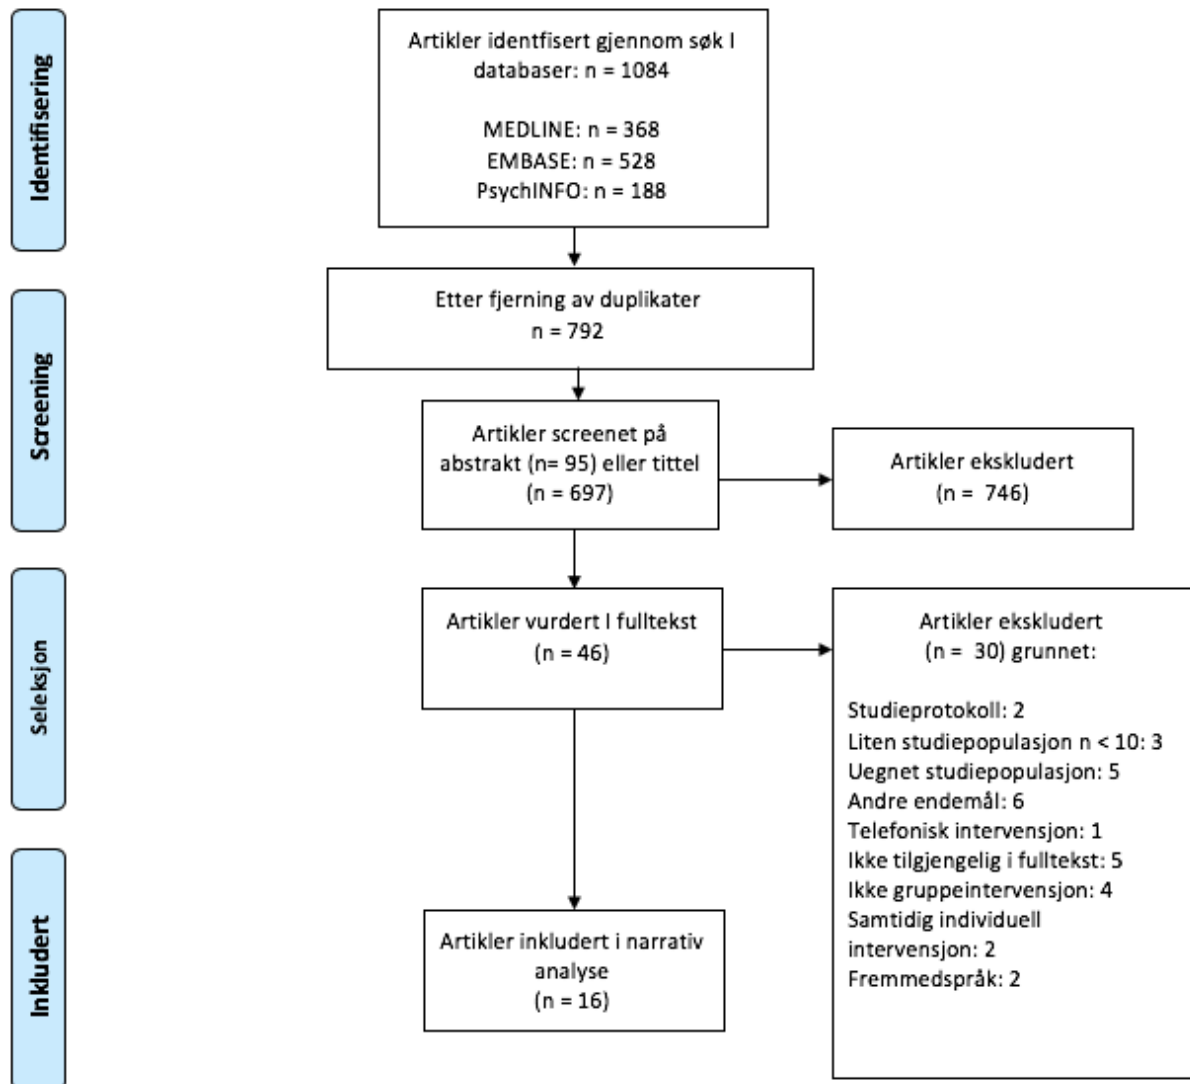 Identifisering
Artikler identfisert gjennom søk I
databaser: n = 1084
MEDLINE: n = 368
EMBASE: n = 528
PsychINFO: n = 188
Screening
Etter fjerning av duplikater
n = 792
Artikler screenet på
abstrakt (n= 95) eller tittel
(n = 697)
Artikler ekskludert
(n = 746)
Seleksjon
Artikler vurdert I fulltekst
(n = 46)
Artikler ekskludert
(n = 30) grunnet:
Studieprotokoll: 2
Liten studiepopulasjon n < 10: 3
Uegnet studiepopulasjon: 5
Andre endemål: 6
Telefonisk intervensjon: 1
Ikke tilgjengelig i fulltekst: 5
Ikke gruppeintervensjon: 4
Samtidig individuell
intervensjon: 2
Fremmedspråk: 2
Inkludert
Artikler inkludert i narrativ
analyse
(n = 16)